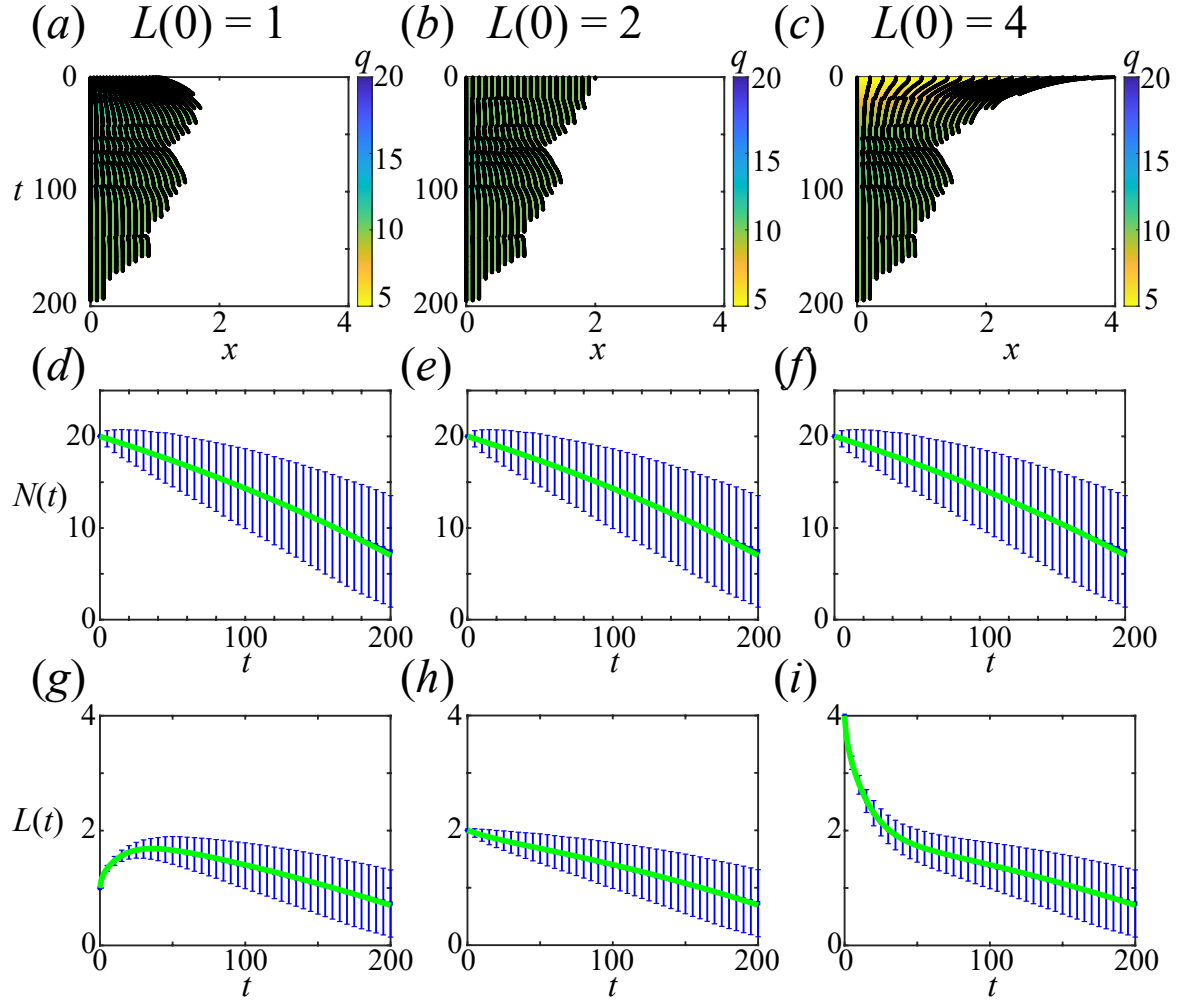 (a) L(0) = 1 (b) L(0) = 2 (c) L(0) = 4
q q q
0 20 0 20 0 20
15 15 15
t 100 10 100 10 100 10
200 5 200 5 200 5
0 2 4 0 2 4 0 2 4
x x x
(d) (e) (f)
20 20 20
N(t) 10 10 10
0 0 0
0 100 200 0 100 200 0 100 200
t t t
(g) (h) (i)
4 4 4
L(t) 2 2 2
0 0 0
0 100 200 0 100 200 0 100 200
t t t